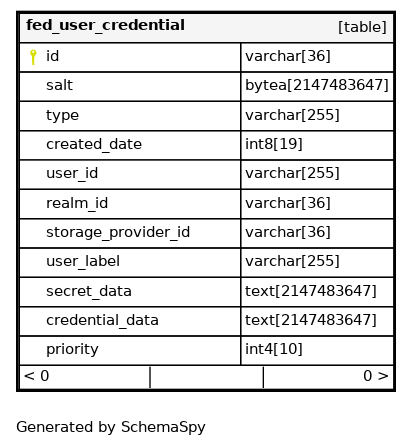 fed_user_credential [table]
id varchar[36]
salt bytea[2147483647]
type varchar[255]
created_date int8[19]
user_id varchar[255]
realm_id varchar[36]
storage_provider_id varchar[36]
user_label varchar[255]
secret_data text[2147483647]
credential_data text[2147483647]
priority int4[10]
< 0 0 >
Generated by SchemaSpy